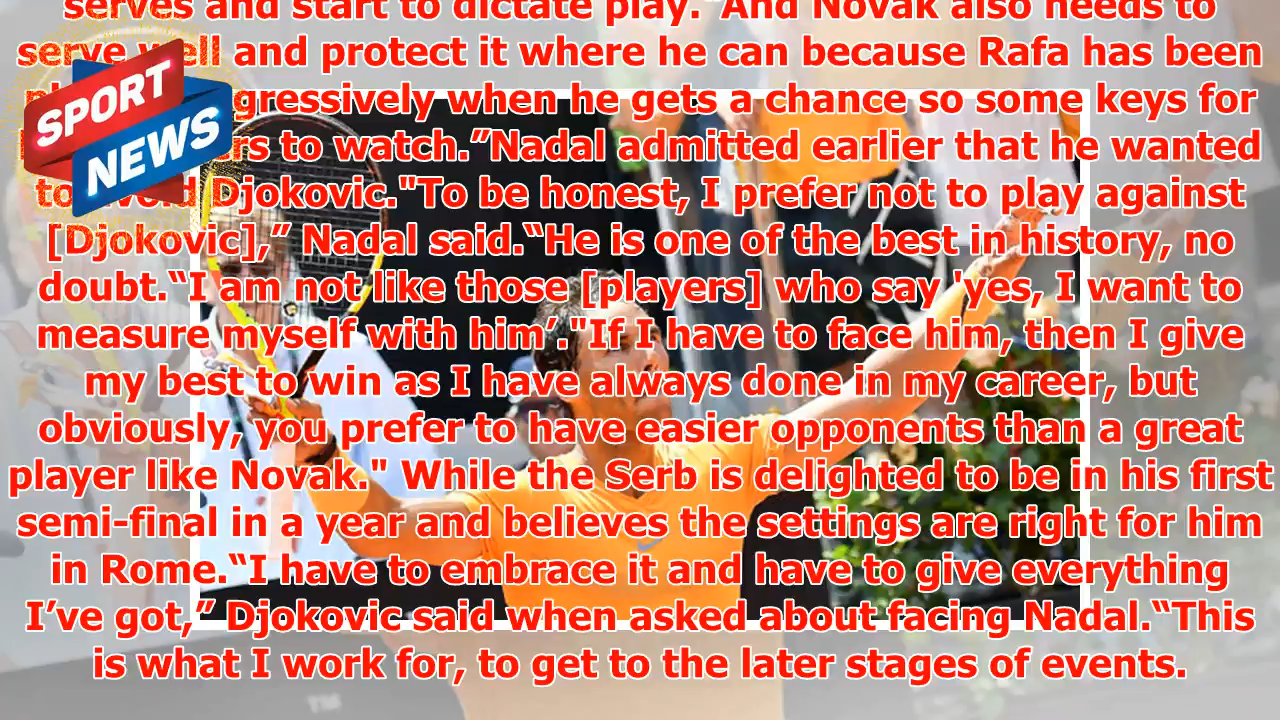 serves and start to dictate play."And Novak also needs to
serve well and protect it where he can because Rafa has been
gressively when he gets a chance so some keys for
rs to watch.”Nadal admitted earlier that he wanted
to avoid Djokovic."To be honest, I prefer not to play against
[Djokovic],” Nadal said.“He is one of the best in history, no
doubt.“I am not like those [players] who say 'yes, I want to
measure myself with him’."If I have to face him, then I give
my best to win as I have always done in my career, but
obviously, you prefer to have easier opponents than a great
player like Novak." While the Serb is delighted to be in his first
semi-final in a year and believes the settings are right for him
in Rome.“I have to embrace it and have to give everything
I’ve got,” Djokovic said when asked about facing Nadal.“This
is what I work for, to get to the later stages of events.
SPORT
NEWS